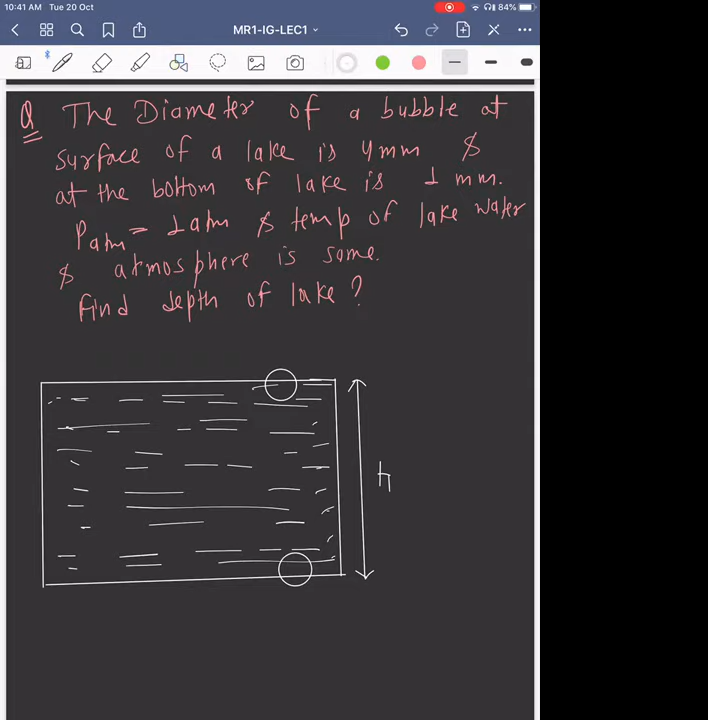 10:41 AM Tue 20 Oct
84%
MR1-IG-LEC1
Q The Diameter of a bubble at
surface of a lake is 4mm &
at the bottom of lake is 1 mm.
Patm = 1atm & temp of lake water
& atmosphere is same.
Find depth of lake?
h